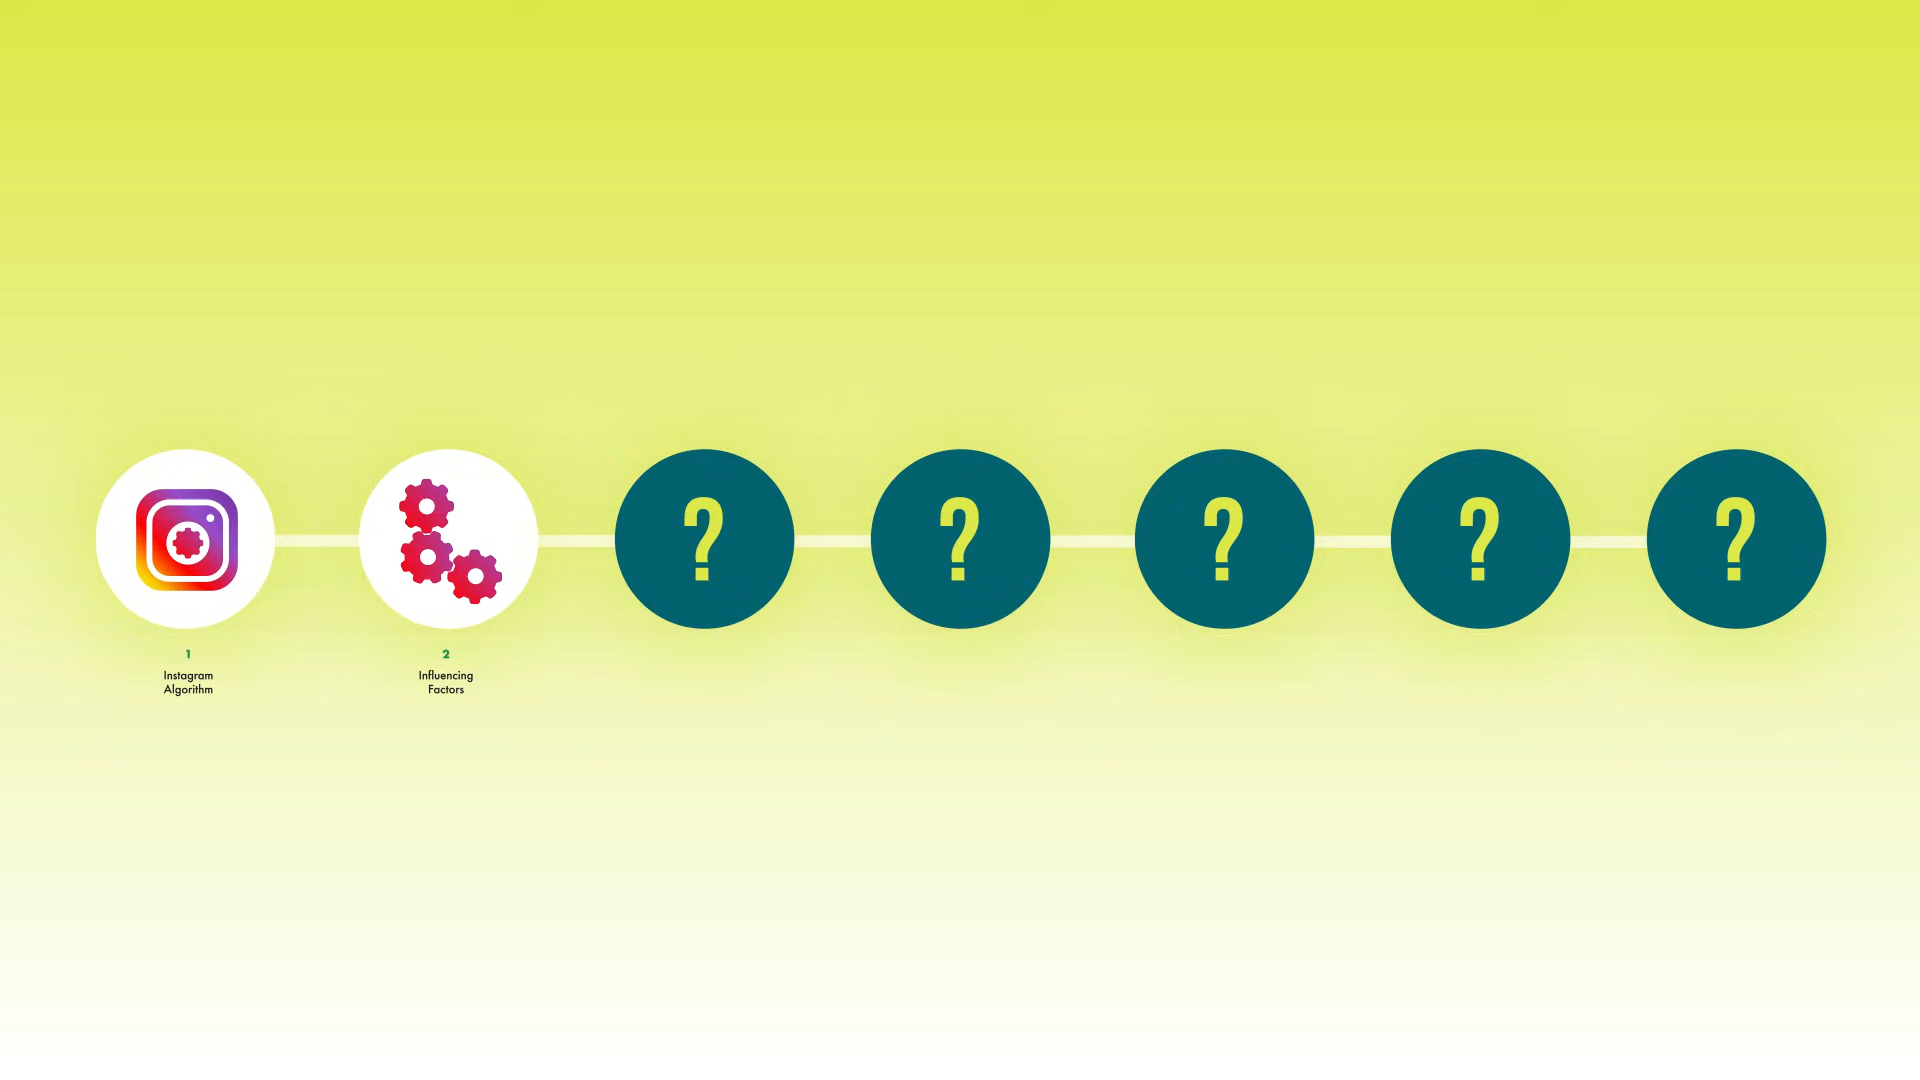 ? ? ? ? ?
1
Instagram
Algorithm
2
Influencing
Factors